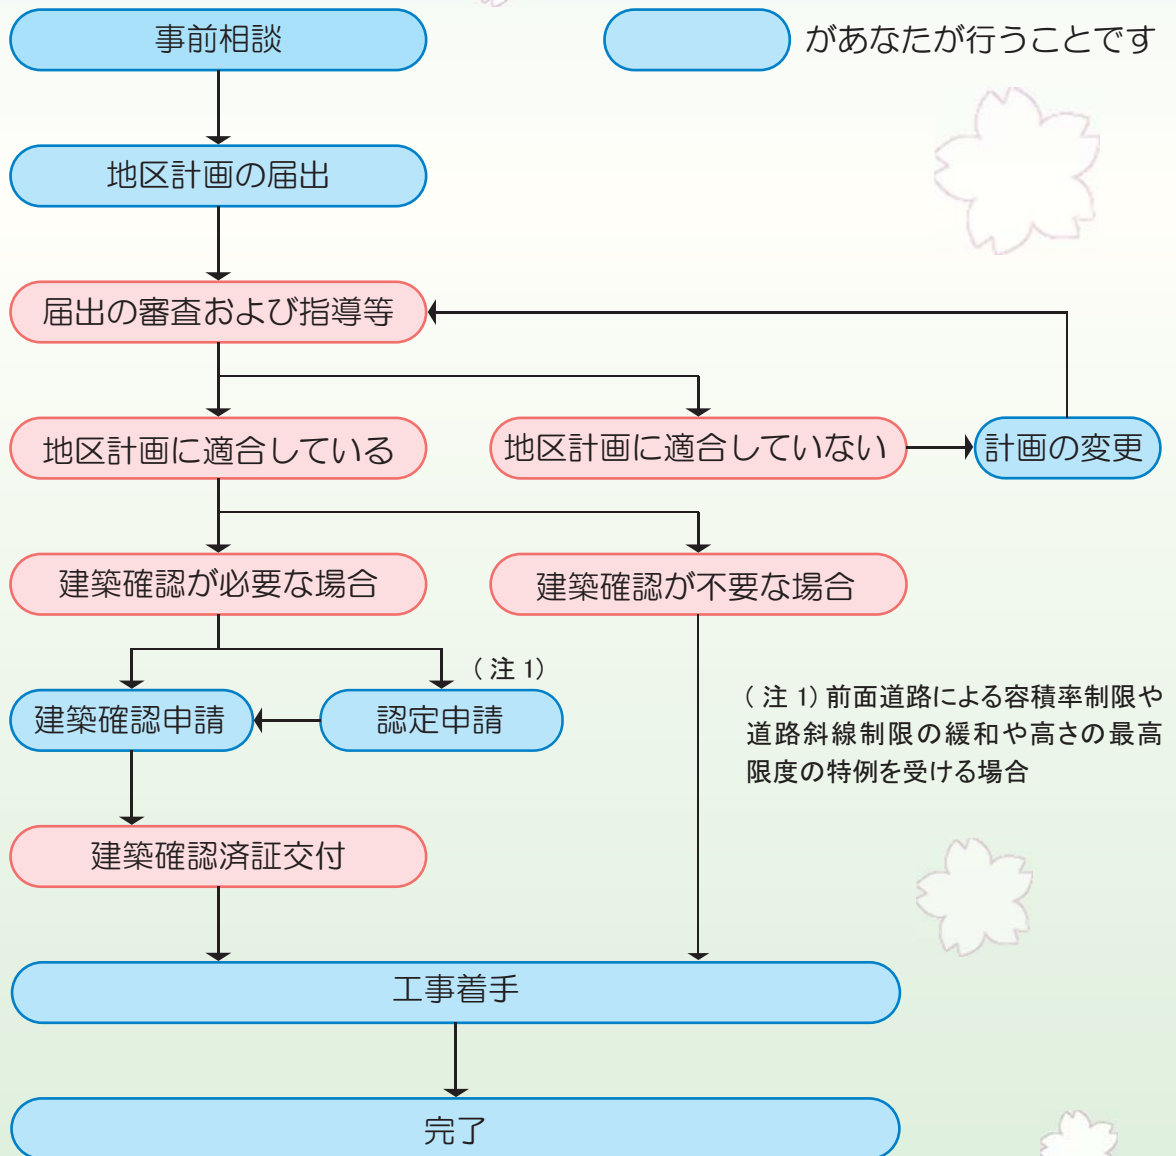 事前相談
があなたが行うことです
地区計画の届出
届出の審査および指導等
地区計画に適合している
地区計画に適合していない
計画の変更
建築確認が必要な場合
建築確認が不要な場合
(注1)
建築確認申請
認定申請
(注1)前面道路による容積率制限や
道路斜線制限の緩和や高さの最高
限度の特例を受ける場合
建築確認済証交付
工事着手
完了